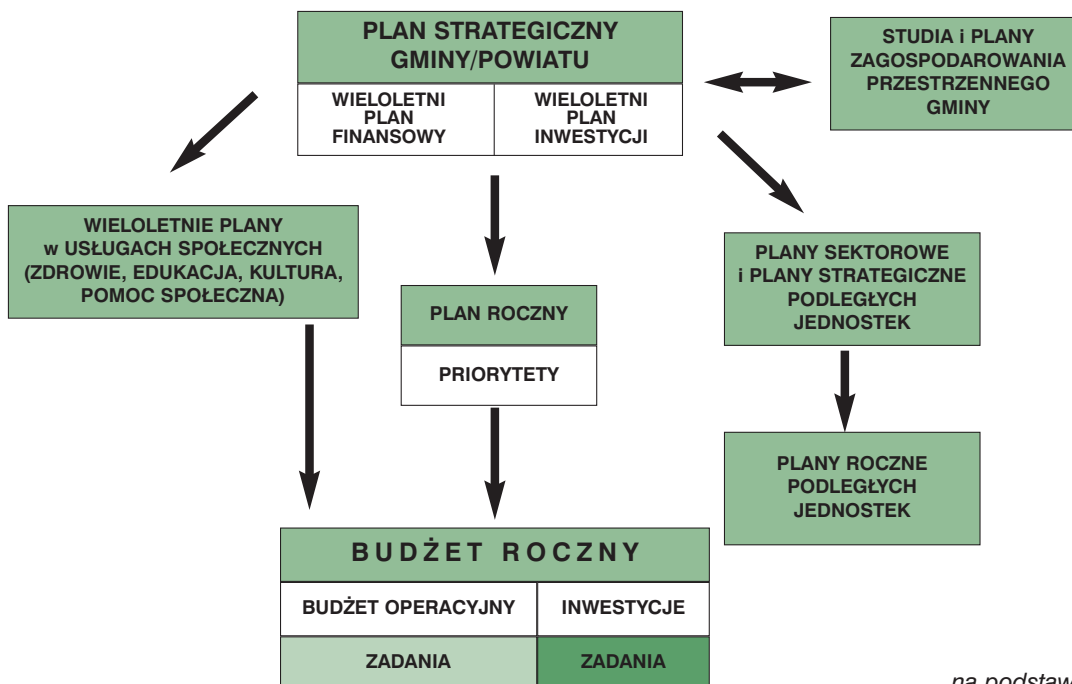 PLAN STRATEGICZNY
GMINY/POWIATU
WIELOLETNI
PLAN
FINANSOWY
WIELOLETNI
PLAN
INWESTYCJI
STUDIA i PLANY
ZAGOSPODAROWANIA
PRZESTRZENNEGO
GMINY
WIELOLETNIE PLANY
w USŁUGACH SPOŁECZNYCH
(ZDROWIE, EDUKACJA, KULTURA,
POMOC SPOŁECZNA)
PLAN ROCZNY
PRIORYTETY
PLANY SEKTOROWE
i PLANY STRATEGICZNE
PODLEGŁYCH
JEDNOSTEK
PLANY ROCZNE
PODLEGŁYCH
JEDNOSTEK
BUDŻET ROCZNY
BUDŻET OPERACYJNY
INWESTYCJE
ZADANIA
ZADANIA
na